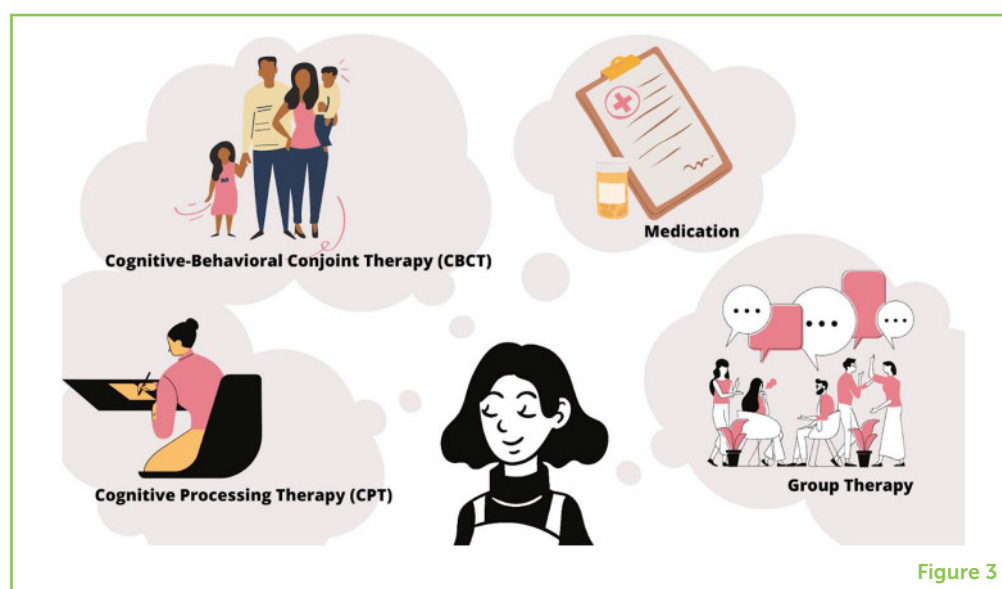 Medication
Cognitive-Behavioral Conjoint Therapy (CBCT)
Cognitive Processing Therapy (CPT)
Group Therapy
Figure 3